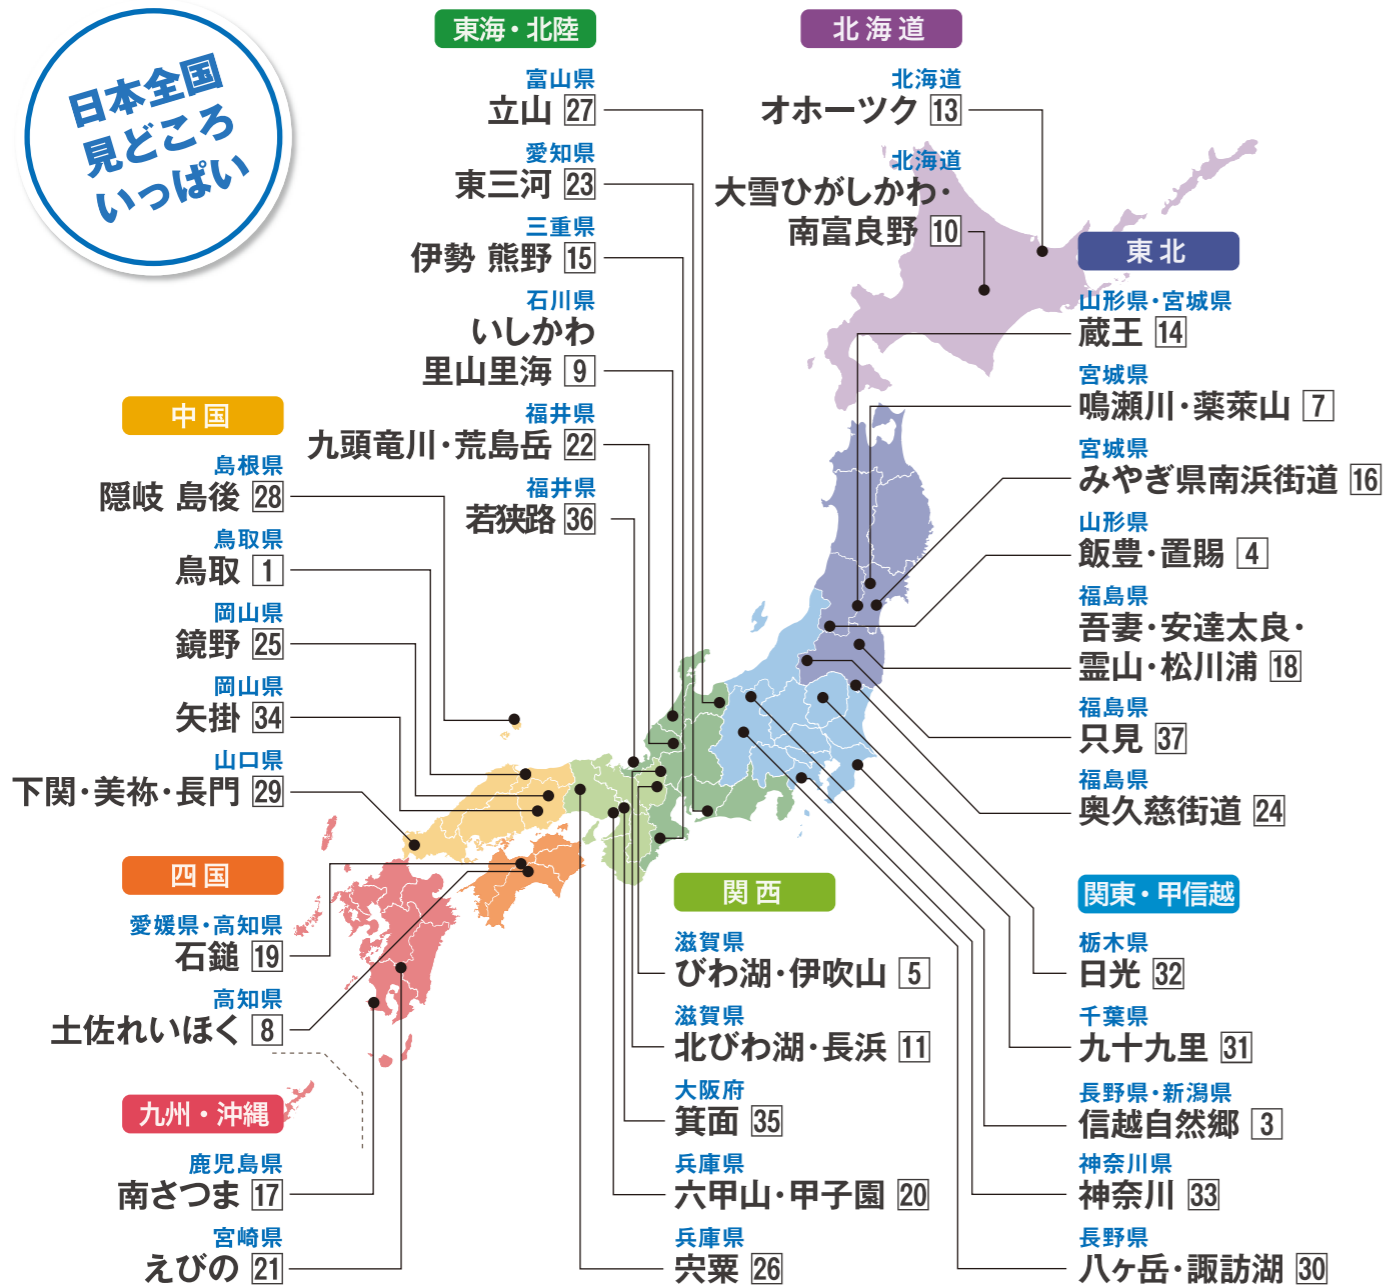 日本全国
見どころ
いっぱい
東海・北陸
富山県
立山 27
愛知県
東三河 23
三重県
伊勢 熊野 15
石川県
いしかわ
里山里海 9
福井県
九頭竜川・荒島岳 22
福井県
若狭路 36
北海道
北海道
オホーツク 13
北海道
大雪ひがしかわ・
南富良野 10
東北
山形県・宮城県
蔵王 14
宮城県
鳴瀬川・薬萊山 7
宮城県
みやぎ県南浜街道 16
山形県
飯豊・置賜 4
福島県
吾妻・安達太良・
霊山・松川浦 18
福島県
只見 37
福島県
奥久慈街道 24
中国
島根県
隠岐 島後 28
鳥取県
鳥取 1
岡山県
鏡野 25
岡山県
矢掛 34
山口県
下関・美祢・長門 29
四国
愛媛県・高知県
石鎚 19
高知県
土佐れいほく 8
九州・沖縄
鹿児島県
南さつま 17
宮崎県
えびの 21
関西
滋賀県
びわ湖・伊吹山 5
滋賀県
北びわ湖・長浜 11
大阪府
箕面 35
兵庫県
六甲山・甲子園 20
兵庫県
宍粟 26
関東・甲信越
栃木県
日光 32
千葉県
九十九里 31
長野県・新潟県
信越自然郷 3
神奈川県
神奈川 33
長野県
八ヶ岳・諏訪湖 30